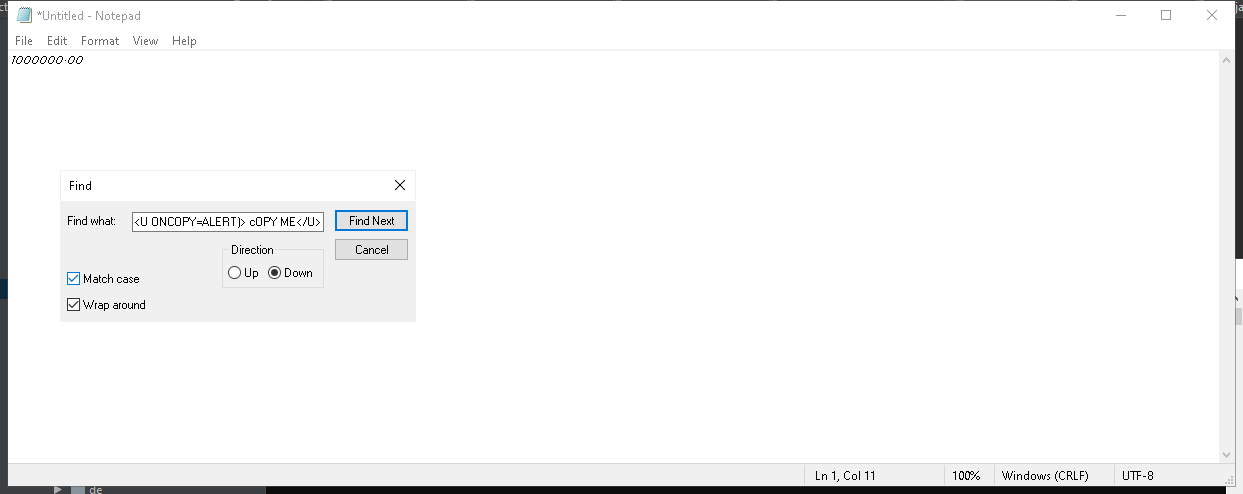 *Untitled - Notepad
File Edit Format View Help
1000000.00
Find
Find what: <U ONCOPY=ALERT)> cOPY ME</U> Find Next
Direction Cancel
Up Down
Match case
Wrap around
Ln 1, Col 11 100% Windows (CRLF) UTF-8
de